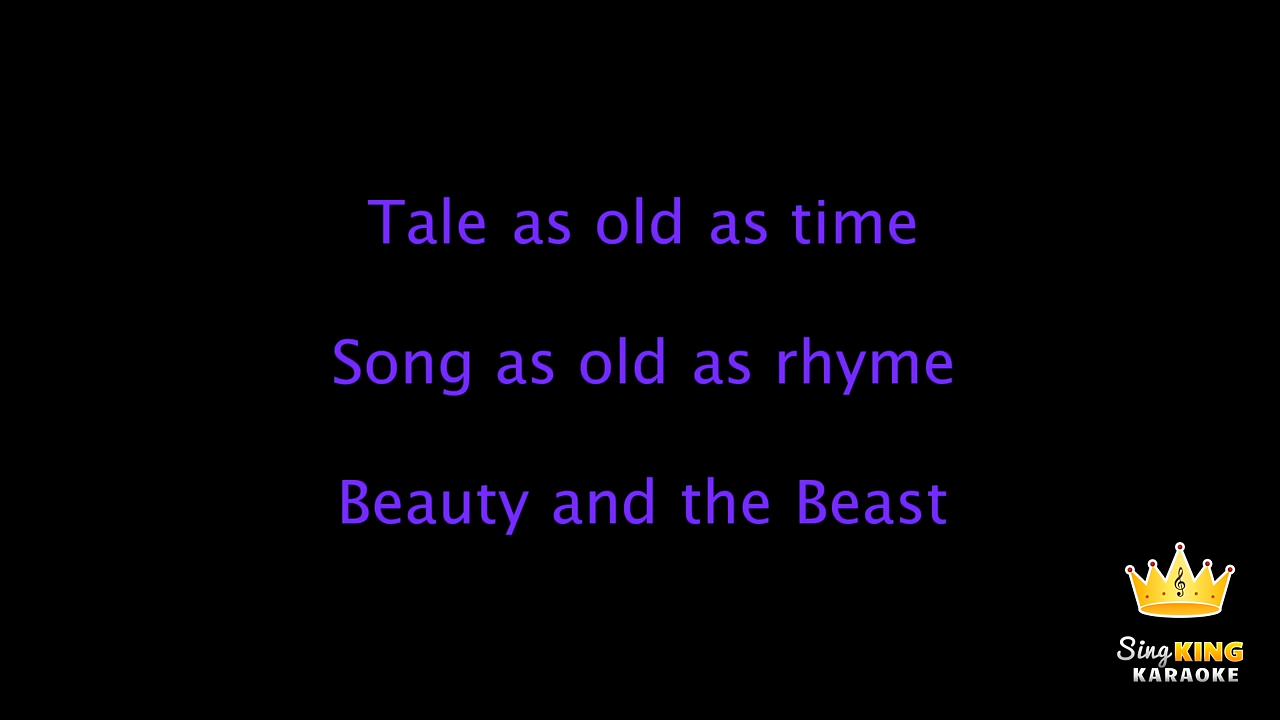 Tale as old as time
Song as old as rhyme
Beauty and the Beast
Sing KING
KARAOKE